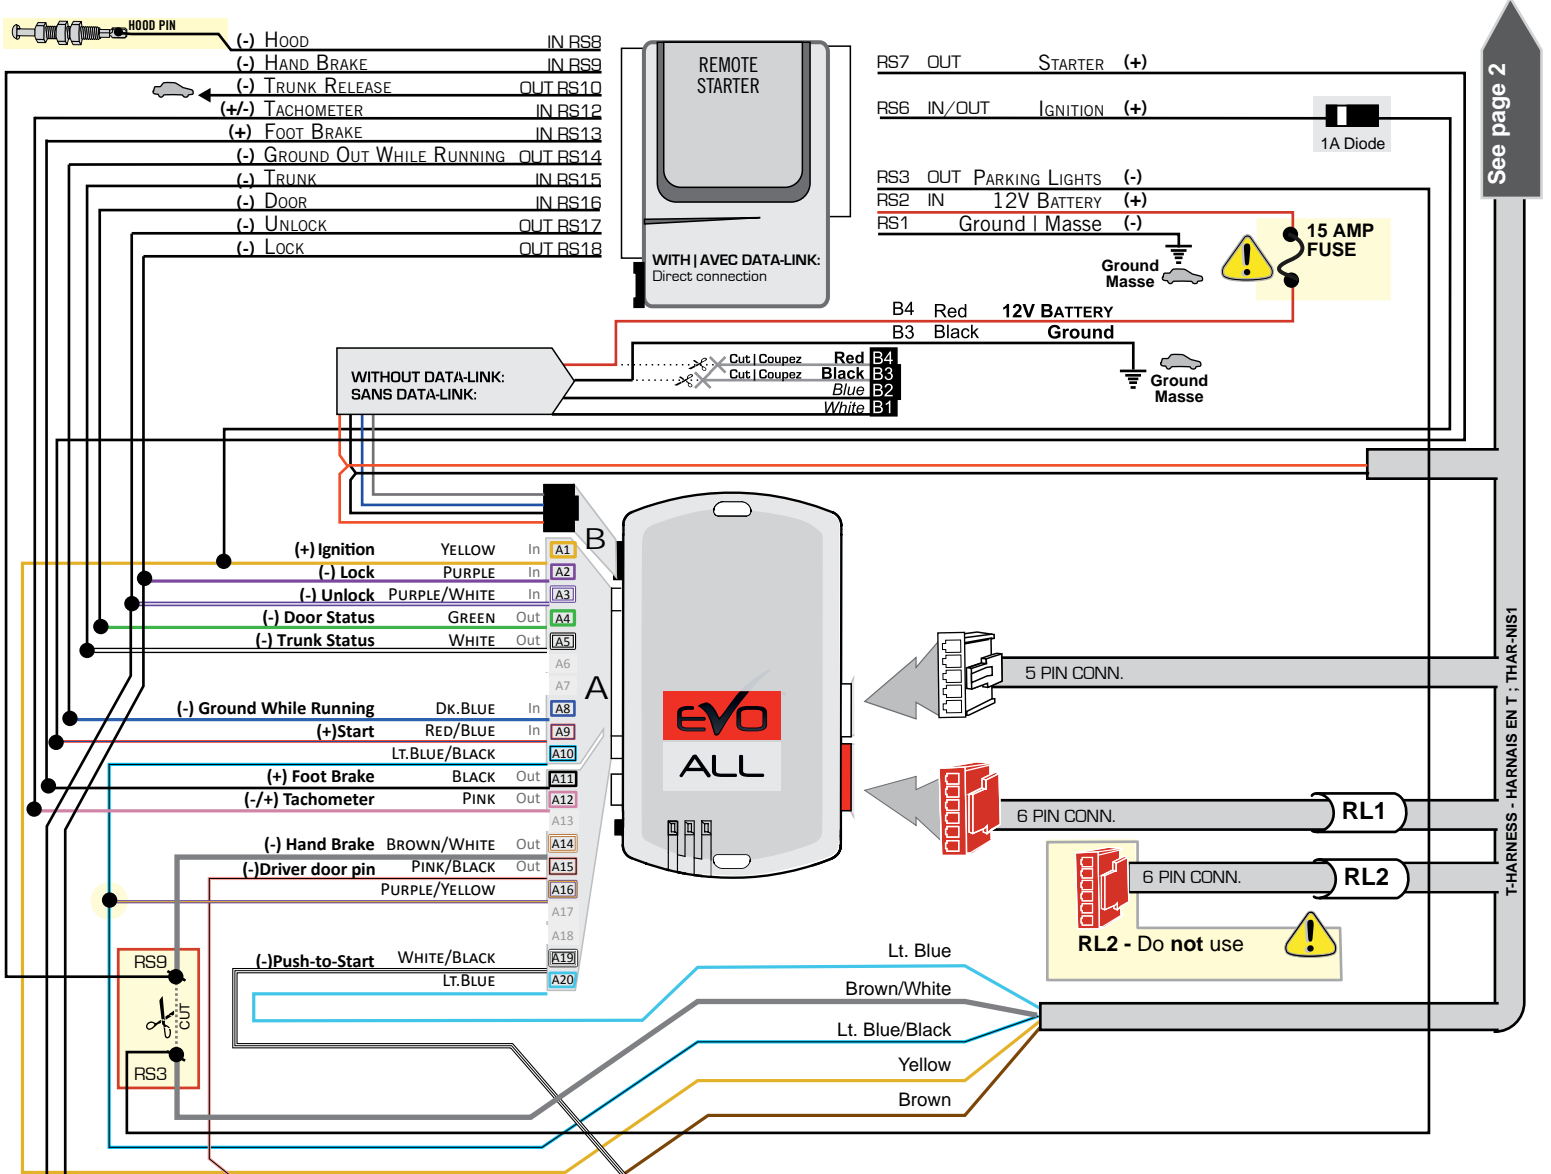 HOOD PIN
(-) HOOD IN RS8
(-) HAND BRAKE IN RS9
(-) TRUNK RELEASE OUT RS10
(+/-) TACHOMETER IN RS12
(+) FOOT BRAKE IN RS13
(-) GROUND OUT WHILE RUNNING OUT RS14
(-) TRUNK IN RS15
(-) DOOR IN RS16
(-) UNLOCK OUT RS17
(-) LOCK OUT RS18
REMOTE
STARTER
WITH | AVEC DATA-LINK:
Direct connection
RS7 OUT STARTER (+)
RS6 IN/OUT IGNITION (+)
1A Diode
RS3 OUT PARKING LIGHTS (-)
RS2 IN 12V BATTERY (+)
RS1 Ground | Masse (-)
Ground
Masse
15 AMP
FUSE
See page 2
B4 Red 12V BATTERY
B3 Black Ground
Cut | Coupez Red B4
Cut | Coupez Black B3
Blue B2
White B1
Ground
Masse
WITHOUT DATA-LINK:
SANS DATA-LINK:
B
(+) Ignition YELLOW In A1
(-) Lock PURPLE In A2
(-) Unlock PURPLE/WHITE In A3
(-) Door Status GREEN Out A4
(-) Trunk Status WHITE Out A5
A6
A7
A
(-) Ground While Running DK.BLUE In A8
(+)Start RED/BLUE In A9
LT.BLUE/BLACK A10
(+) Foot Brake BLACK Out A11
(-/+) Tachometer PINK Out A12
A13
(-) Hand Brake BROWN/WHITE Out A14
(-)Driver door pin PINK/BLACK Out A15
PURPLE/YELLOW A16
A17
A18
(-)Push-to-Start WHITE/BLACK A19
LT.BLUE A20
EVO
ALL
5 PIN CONN.
6 PIN CONN. RL1
6 PIN CONN. RL2
RL2 - Do not use
T-HARNESS - HARNAIS EN T ; THAR-NIS1
RS9
CUT
RS3
Lt. Blue
Brown/White
Lt. Blue/Black
Yellow
Brown